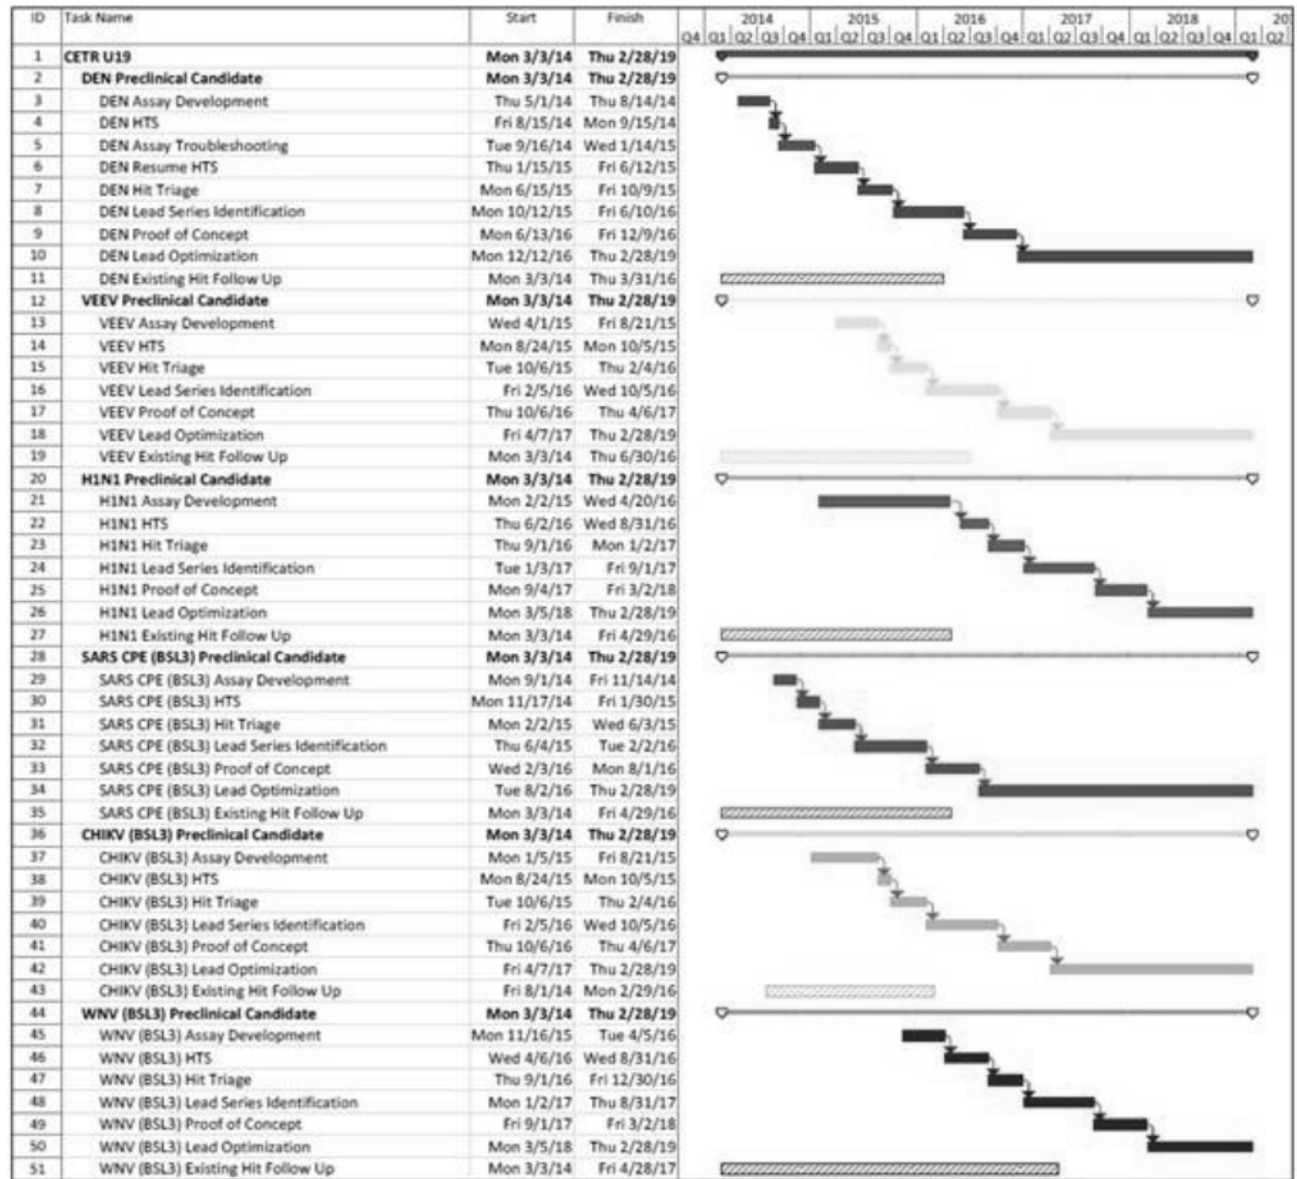 ID Task Name Start Finish 2014 2015 2016 2017 2018 20
Q4 Q1 Q2 Q3 Q4 Q1 Q2 Q3 Q4 Q1 Q2 Q3 Q4 Q1 Q2 Q3 Q4 Q1 Q2 Q3 Q4 Q1 Q2
1 CETR U19 Mon 3/3/14 Thu 2/28/19
2 DEN Preclinical Candidate Mon 3/3/14 Thu 2/28/19
3 DEN Assay Development Thu 5/1/14 Thu 8/14/14
4 DEN HTS Fri 8/15/14 Mon 9/15/14
5 DEN Assay Troubleshooting Tue 9/16/14 Wed 1/14/15
6 DEN Resume HTS Thu 1/15/15 Fri 6/12/15
7 DEN Hit Triage Mon 6/15/15 Fri 10/9/15
8 DEN Lead Series Identification Mon 10/12/15 Fri 6/10/16
9 DEN Proof of Concept Mon 6/13/16 Fri 12/9/16
10 DEN Lead Optimization Mon 12/12/16 Thu 2/28/19
11 DEN Existing Hit Follow Up Mon 3/3/14 Thu 3/31/16
12 VEEV Preclinical Candidate Mon 3/3/14 Thu 2/28/19
13 VEEV Assay Development Wed 4/1/15 Fri 8/21/15
14 VEEV HTS Mon 8/24/15 Mon 10/5/15
15 VEEV Hit Triage Tue 10/6/15 Thu 2/4/16
16 VEEV Lead Series Identification Fri 2/5/16 Wed 10/5/16
17 VEEV Proof of Concept Thu 10/6/16 Thu 4/6/17
18 VEEV Lead Optimization Fri 4/7/17 Thu 2/28/19
19 VEEV Existing Hit Follow Up Mon 3/3/14 Thu 6/30/16
20 H1N1 Preclinical Candidate Mon 3/3/14 Thu 2/28/19
21 H1N1 Assay Development Mon 2/2/15 Wed 4/20/16
22 H1N1 HTS Thu 6/2/16 Wed 8/31/16
23 H1N1 Hit Triage Thu 9/1/16 Mon 1/2/17
24 H1N1 Lead Series Identification Tue 1/3/17 Fri 9/1/17
25 H1N1 Proof of Concept Mon 9/4/17 Fri 3/2/18
26 H1N1 Lead Optimization Mon 3/5/18 Thu 2/28/19
27 H1N1 Existing Hit Follow Up Mon 3/3/14 Fri 4/29/16
28 SARS CPE (BSL3) Preclinical Candidate Mon 3/3/14 Thu 2/28/19
29 SARS CPE (BSL3) Assay Development Mon 9/1/14 Fri 11/14/14
30 SARS CPE (BSL3) HTS Mon 11/17/14 Fri 1/30/15
31 SARS CPE (BSL3) Hit Triage Mon 2/2/15 Wed 6/3/15
32 SARS CPE (BSL3) Lead Series Identification Thu 6/4/15 Tue 2/2/16
33 SARS CPE (BSL3) Proof of Concept Wed 2/3/16 Mon 8/1/16
34 SARS CPE (BSL3) Lead Optimization Tue 8/2/16 Thu 2/28/19
35 SARS CPE (BSL3) Existing Hit Follow Up Mon 3/3/14 Fri 4/29/16
36 CHIKV (BSL3) Preclinical Candidate Mon 3/3/14 Thu 2/28/19
37 CHIKV (BSL3) Assay Development Mon 1/5/15 Fri 8/21/15
38 CHIKV (BSL3) HTS Mon 8/24/15 Mon 10/5/15
39 CHIKV (BSL3) Hit Triage Tue 10/6/15 Thu 2/4/16
40 CHIKV (BSL3) Lead Series Identification Fri 2/5/16 Wed 10/5/16
41 CHIKV (BSL3) Proof of Concept Thu 10/6/16 Thu 4/6/17
42 CHIKV (BSL3) Lead Optimization Fri 4/7/17 Thu 2/28/19
43 CHIKV (BSL3) Existing Hit Follow Up Fri 8/1/14 Mon 2/29/16
44 WNV (BSL3) Preclinical Candidate Mon 3/3/14 Thu 2/28/19
45 WNV (BSL3) Assay Development Mon 11/16/15 Tue 4/5/16
46 WNV (BSL3) HTS Wed 4/6/16 Wed 8/31/16
47 WNV (BSL3) Hit Triage Thu 9/1/16 Fri 12/30/16
48 WNV (BSL3) Lead Series Identification Mon 1/2/17 Thu 8/31/17
49 WNV (BSL3) Proof of Concept Fri 9/1/17 Fri 3/2/18
50 WNV (BSL3) Lead Optimization Mon 3/5/18 Thu 2/28/19
51 WNV (BSL3) Existing Hit Follow Up Mon 3/3/14 Fri 4/28/17